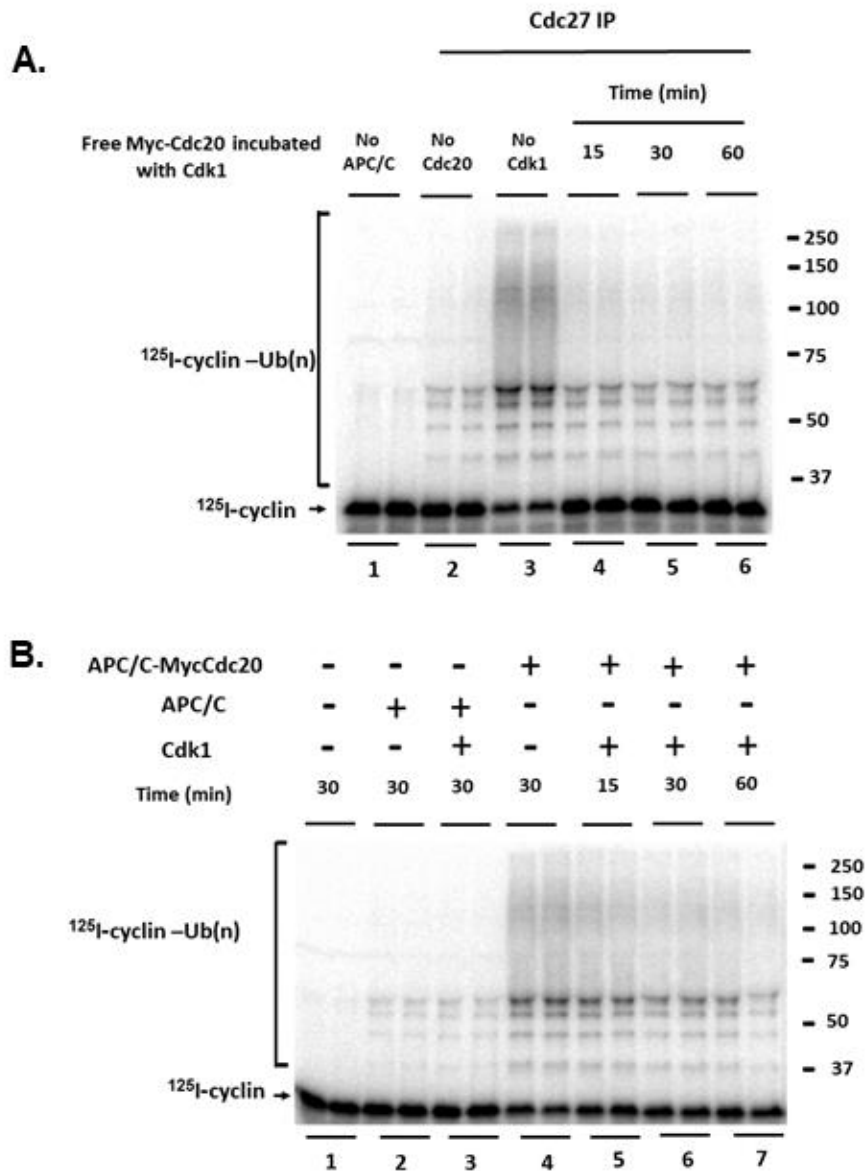 Cdc27 IP
A.
Time (min)
Free Myc-Cdc20 incubated with Cdk1
No APC/C
No Cdc20
No Cdk1
15 30 60
250
150
100
¹²⁵I-cyclin –Ub(n)
75
50
37
¹²⁵I-cyclin
1 2 3 4 5 6
B.
APC/C-MycCdc20 - - - + + + +
APC/C - + + - - - -
Cdk1 - - + - + + +
Time (min) 30 30 30 30 15 30 60
250
150
¹²⁵I-cyclin –Ub(n)
100
75
50
37
¹²⁵I-cyclin
1 2 3 4 5 6 7